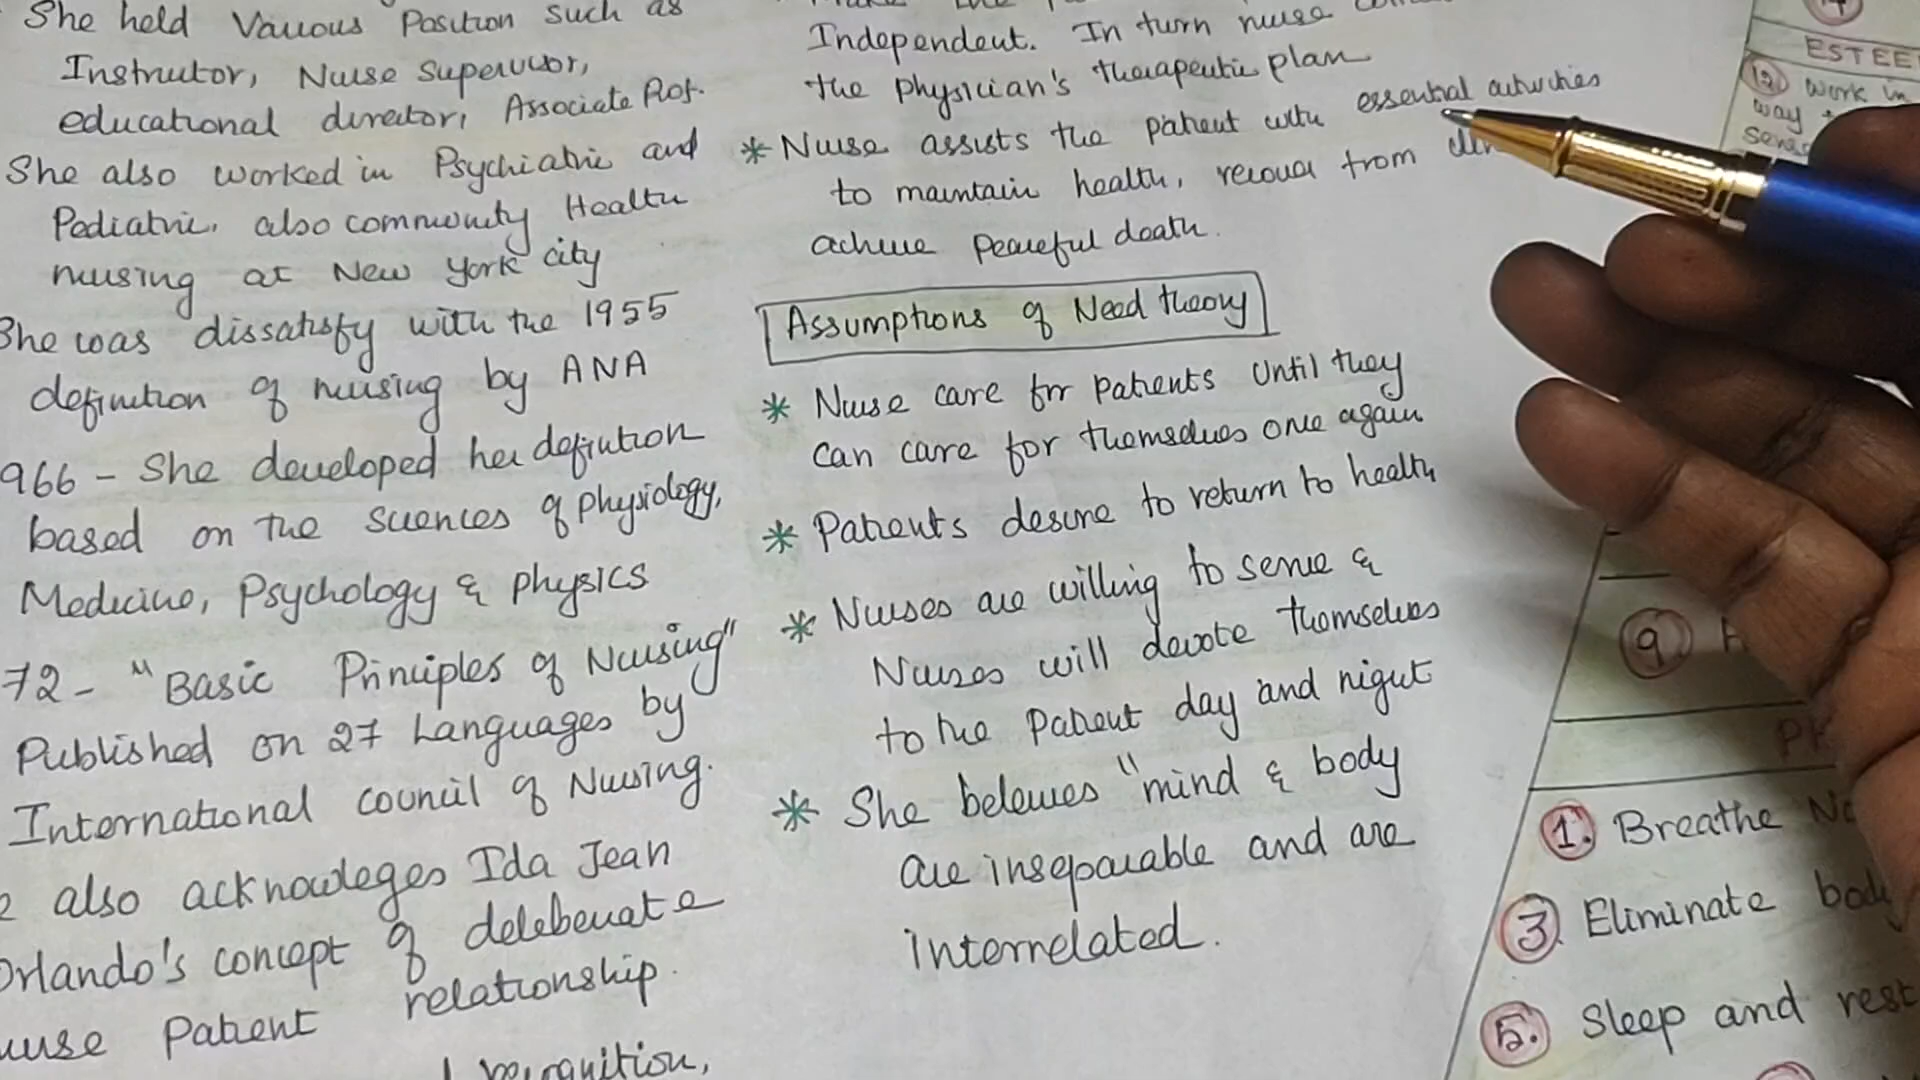 She held Various Position such as
Instructor, Nurse Supervisor,
educational director, Associate Prof.
She also worked in Psychiatric and
Pediatric, also community Health
nursing at New York city
She was dissatisfy with the 1955
definition of nursing by ANA
966 - She developed her definition
based on the sciences of physiology,
Medicine, Psychology & physics
72 - "Basic Principles of Nursing"
Published on 27 Languages by
International council of Nursing.
also acknowleges Ida Jean
Orlando's concept of deleberate
Patient relationship.
Independent. In turn nurse
the physician's therapeutic plan
* Nurse assists the patient with essential activities
to maintain health, recover from
achieve peaceful death.
Assumptions of Need theory
* Nurse care for patients Until they
can care for themselves once again
* Patients desire to return to health
* Nurses are willing to serve &
Nurses will devote themselves
to the Patient day and night
* She beleives "mind & body
are inseparable and are
interrelated.
12 Work in
way
9.
1. Breathe
3. Eliminate body
5. Sleep and rest